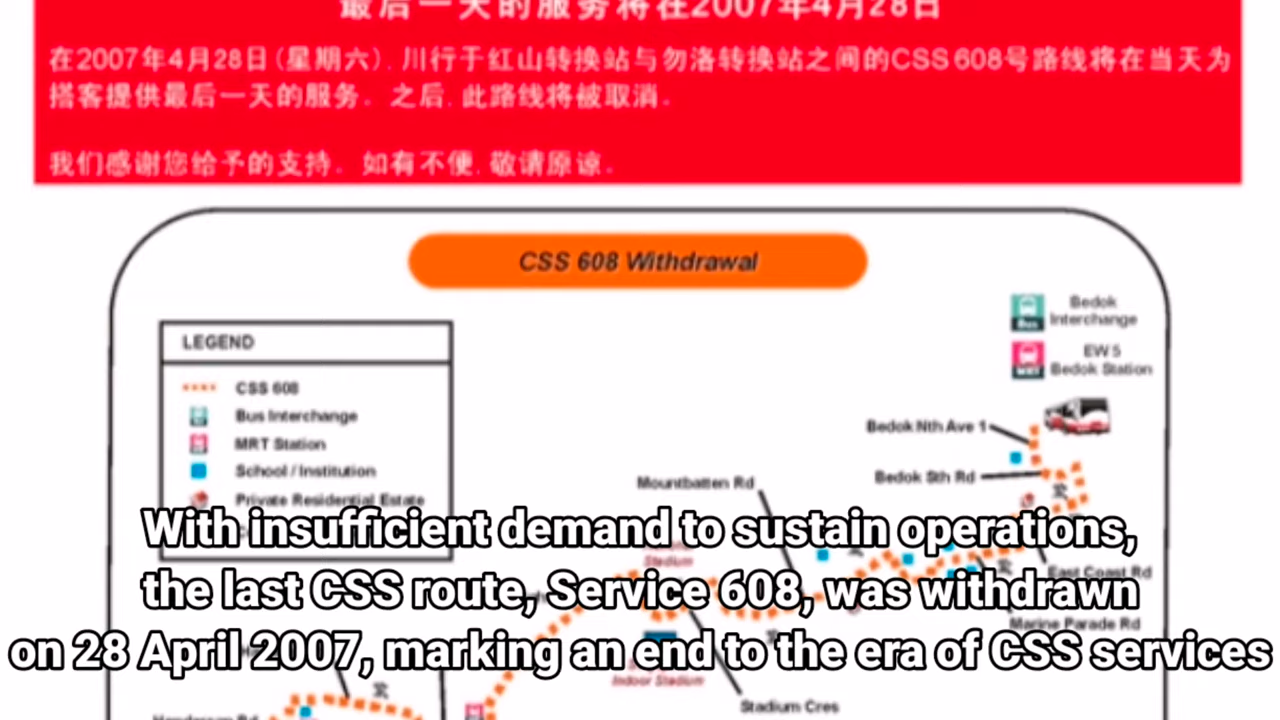 最后一天的服务将在2007年4月28日
在2007年4月28日(星期六), 川行于红山转换站与勿洛转换站之间的CSS 608号路线将在当天为
搭客提供最后一天的服务。之后, 此路线将被取消。
我们感谢您给予的支持。如有不便, 敬请原谅。
CSS 608 Withdrawal
Bedok
Interchange
EW 5
Bedok Station
LEGEND
CSS 608
Bus Interchange
MRT Station
School / Institution
Private Residential Estate
Bedok Nth Ave 1
Bedok Sth Rd
Mountbatten Rd
Stadium
East Coast Rd
Marine Parade Rd
Indoor Stadium
Stadium Cres
Henderson Rd
With insufficient demand to sustain operations,
the last CSS route, Service 608, was withdrawn
on 28 April 2007, marking an end to the era of CSS services